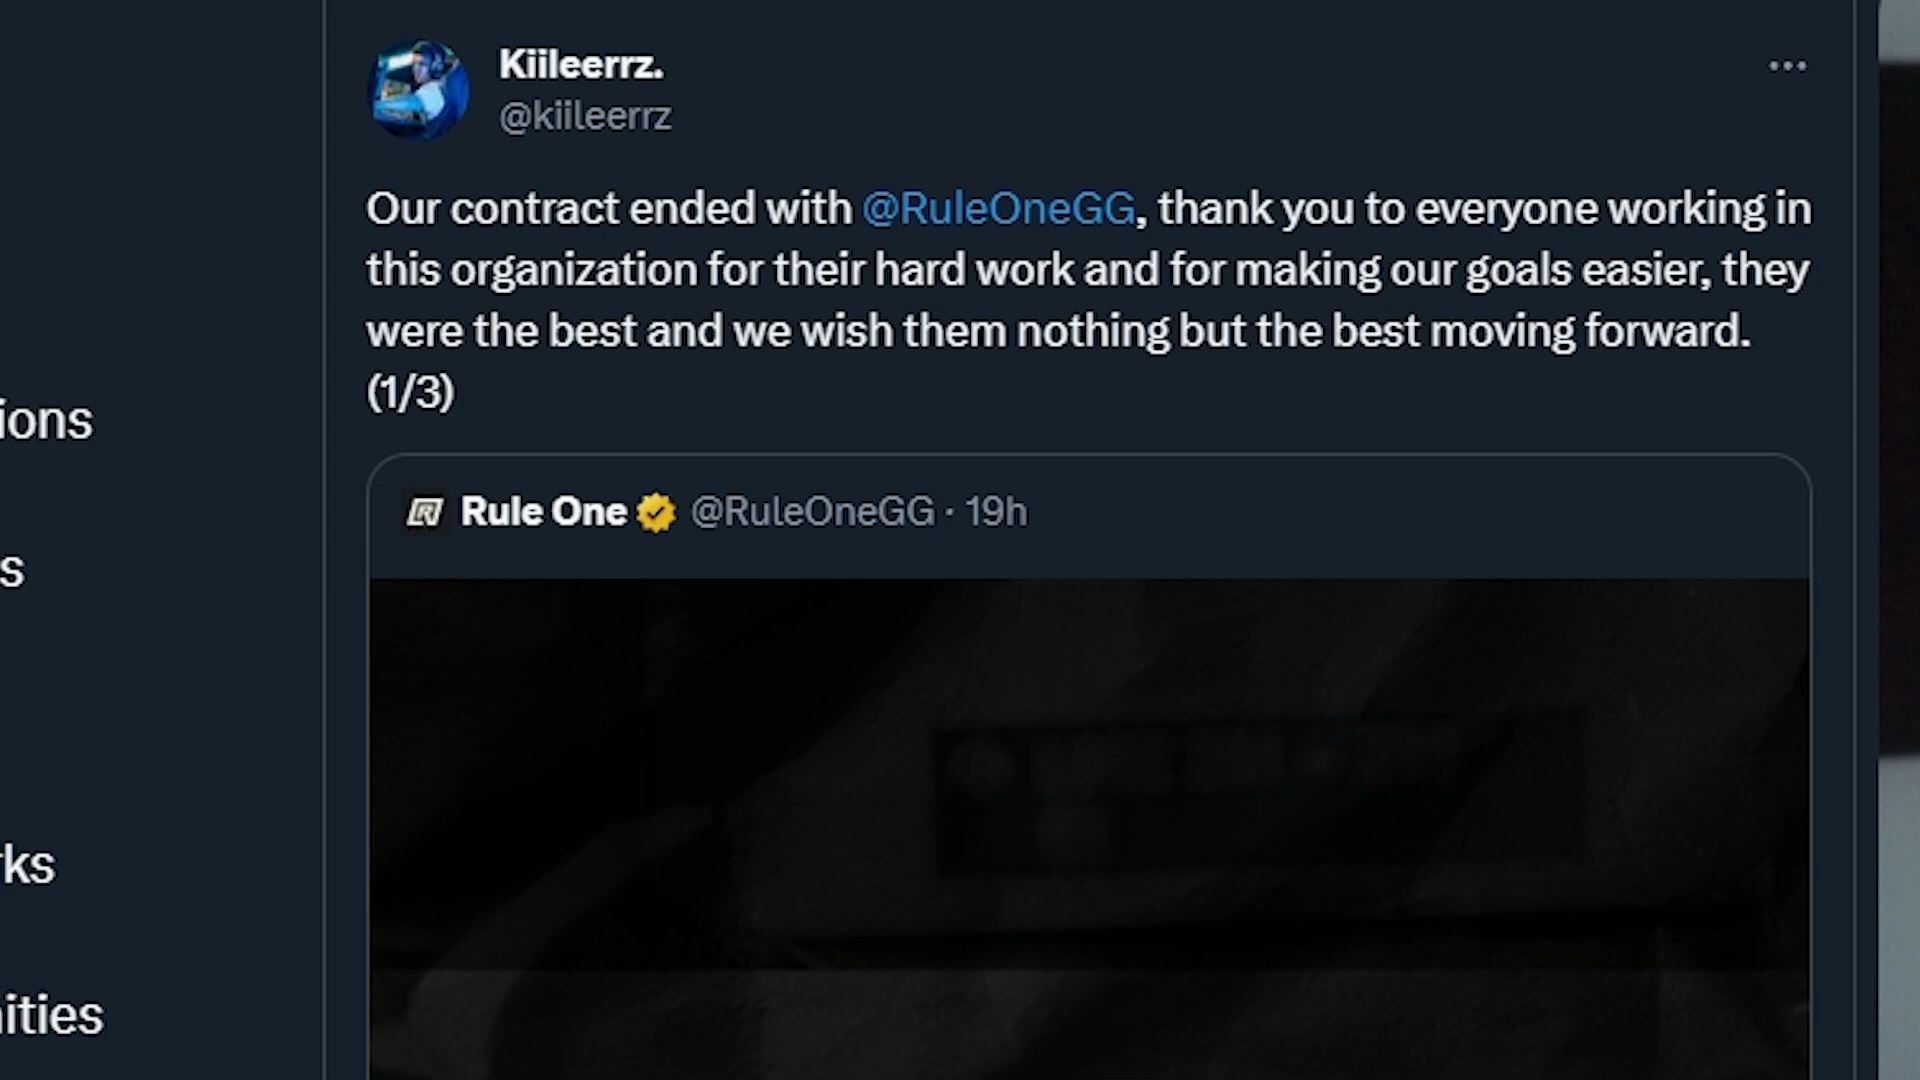 Kiileerrz.
@kiileerrz
Our contract ended with @RuleOneGG, thank you to everyone working in
this organization for their hard work and for making our goals easier, they
were the best and we wish them nothing but the best moving forward.
(1/3)
Rule One @RuleOneGG · 19h
ions
s
rks
ities